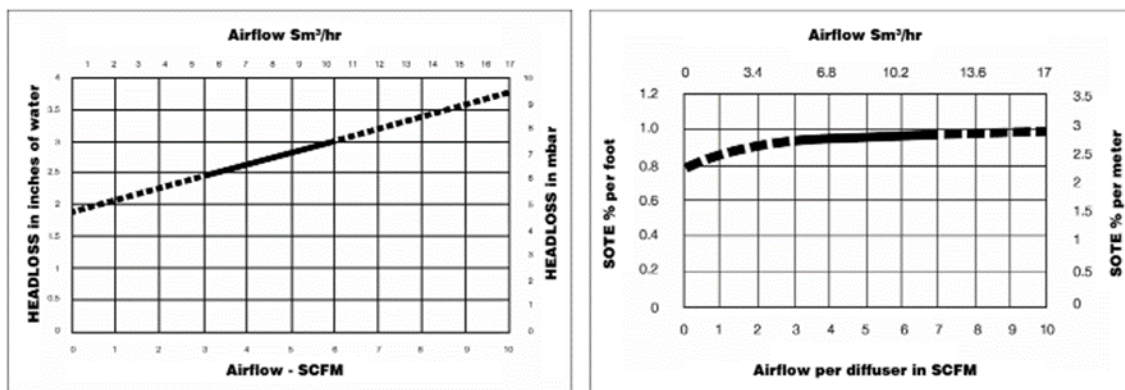 Airflow Sm³/hr
1 2 3 4 5 6 7 8 9 10 11 12 13 14 15 16 17
HEADLOSS in inches of water
4
3.5
3
2.5
2
1.5
1
0.5
0
10
9
8
7
6
5
4
3
2
1
0
HEADLOSS in mbar
0 1 2 3 4 5 6 7 8 9 10
Airflow - SCFM
Airflow Sm³/hr
0 3.4 6.8 10.2 13.6 17
SOTE % per foot
1.2
1.0
0.8
0.6
0.4
0.2
0
3.5
3
2.5
2
1.5
1
0.5
0
SOTE % per meter
0 1 2 3 4 5 6 7 8 9 10
Airflow per diffuser in SCFM